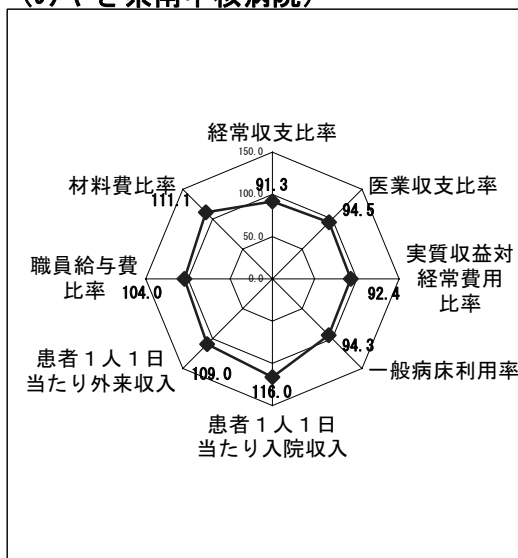 経常収支比率
150.0
材料費比率
111.1
100.0
91.3
医業収支比率
94.5
50.0
職員給与費
比率
104.0
0.0
実質収益対
経常費用
比率
92.4
患者１人１日
当たり外来収入
109.0
94.3
一般病床利用率
116.0
患者１人１日
当たり入院収入